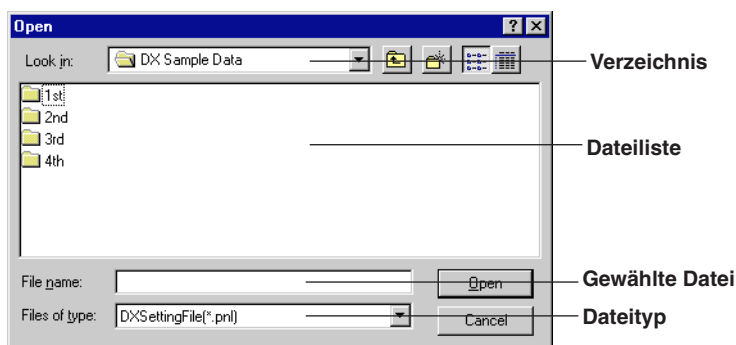 Open
Look in: DX Sample Data Verzeichnis
1st
2nd
3rd
4th
Dateiliste
File name: Open Gewählte Datei
Files of type: DXSettingFile(*.pnl) Cancel Dateityp